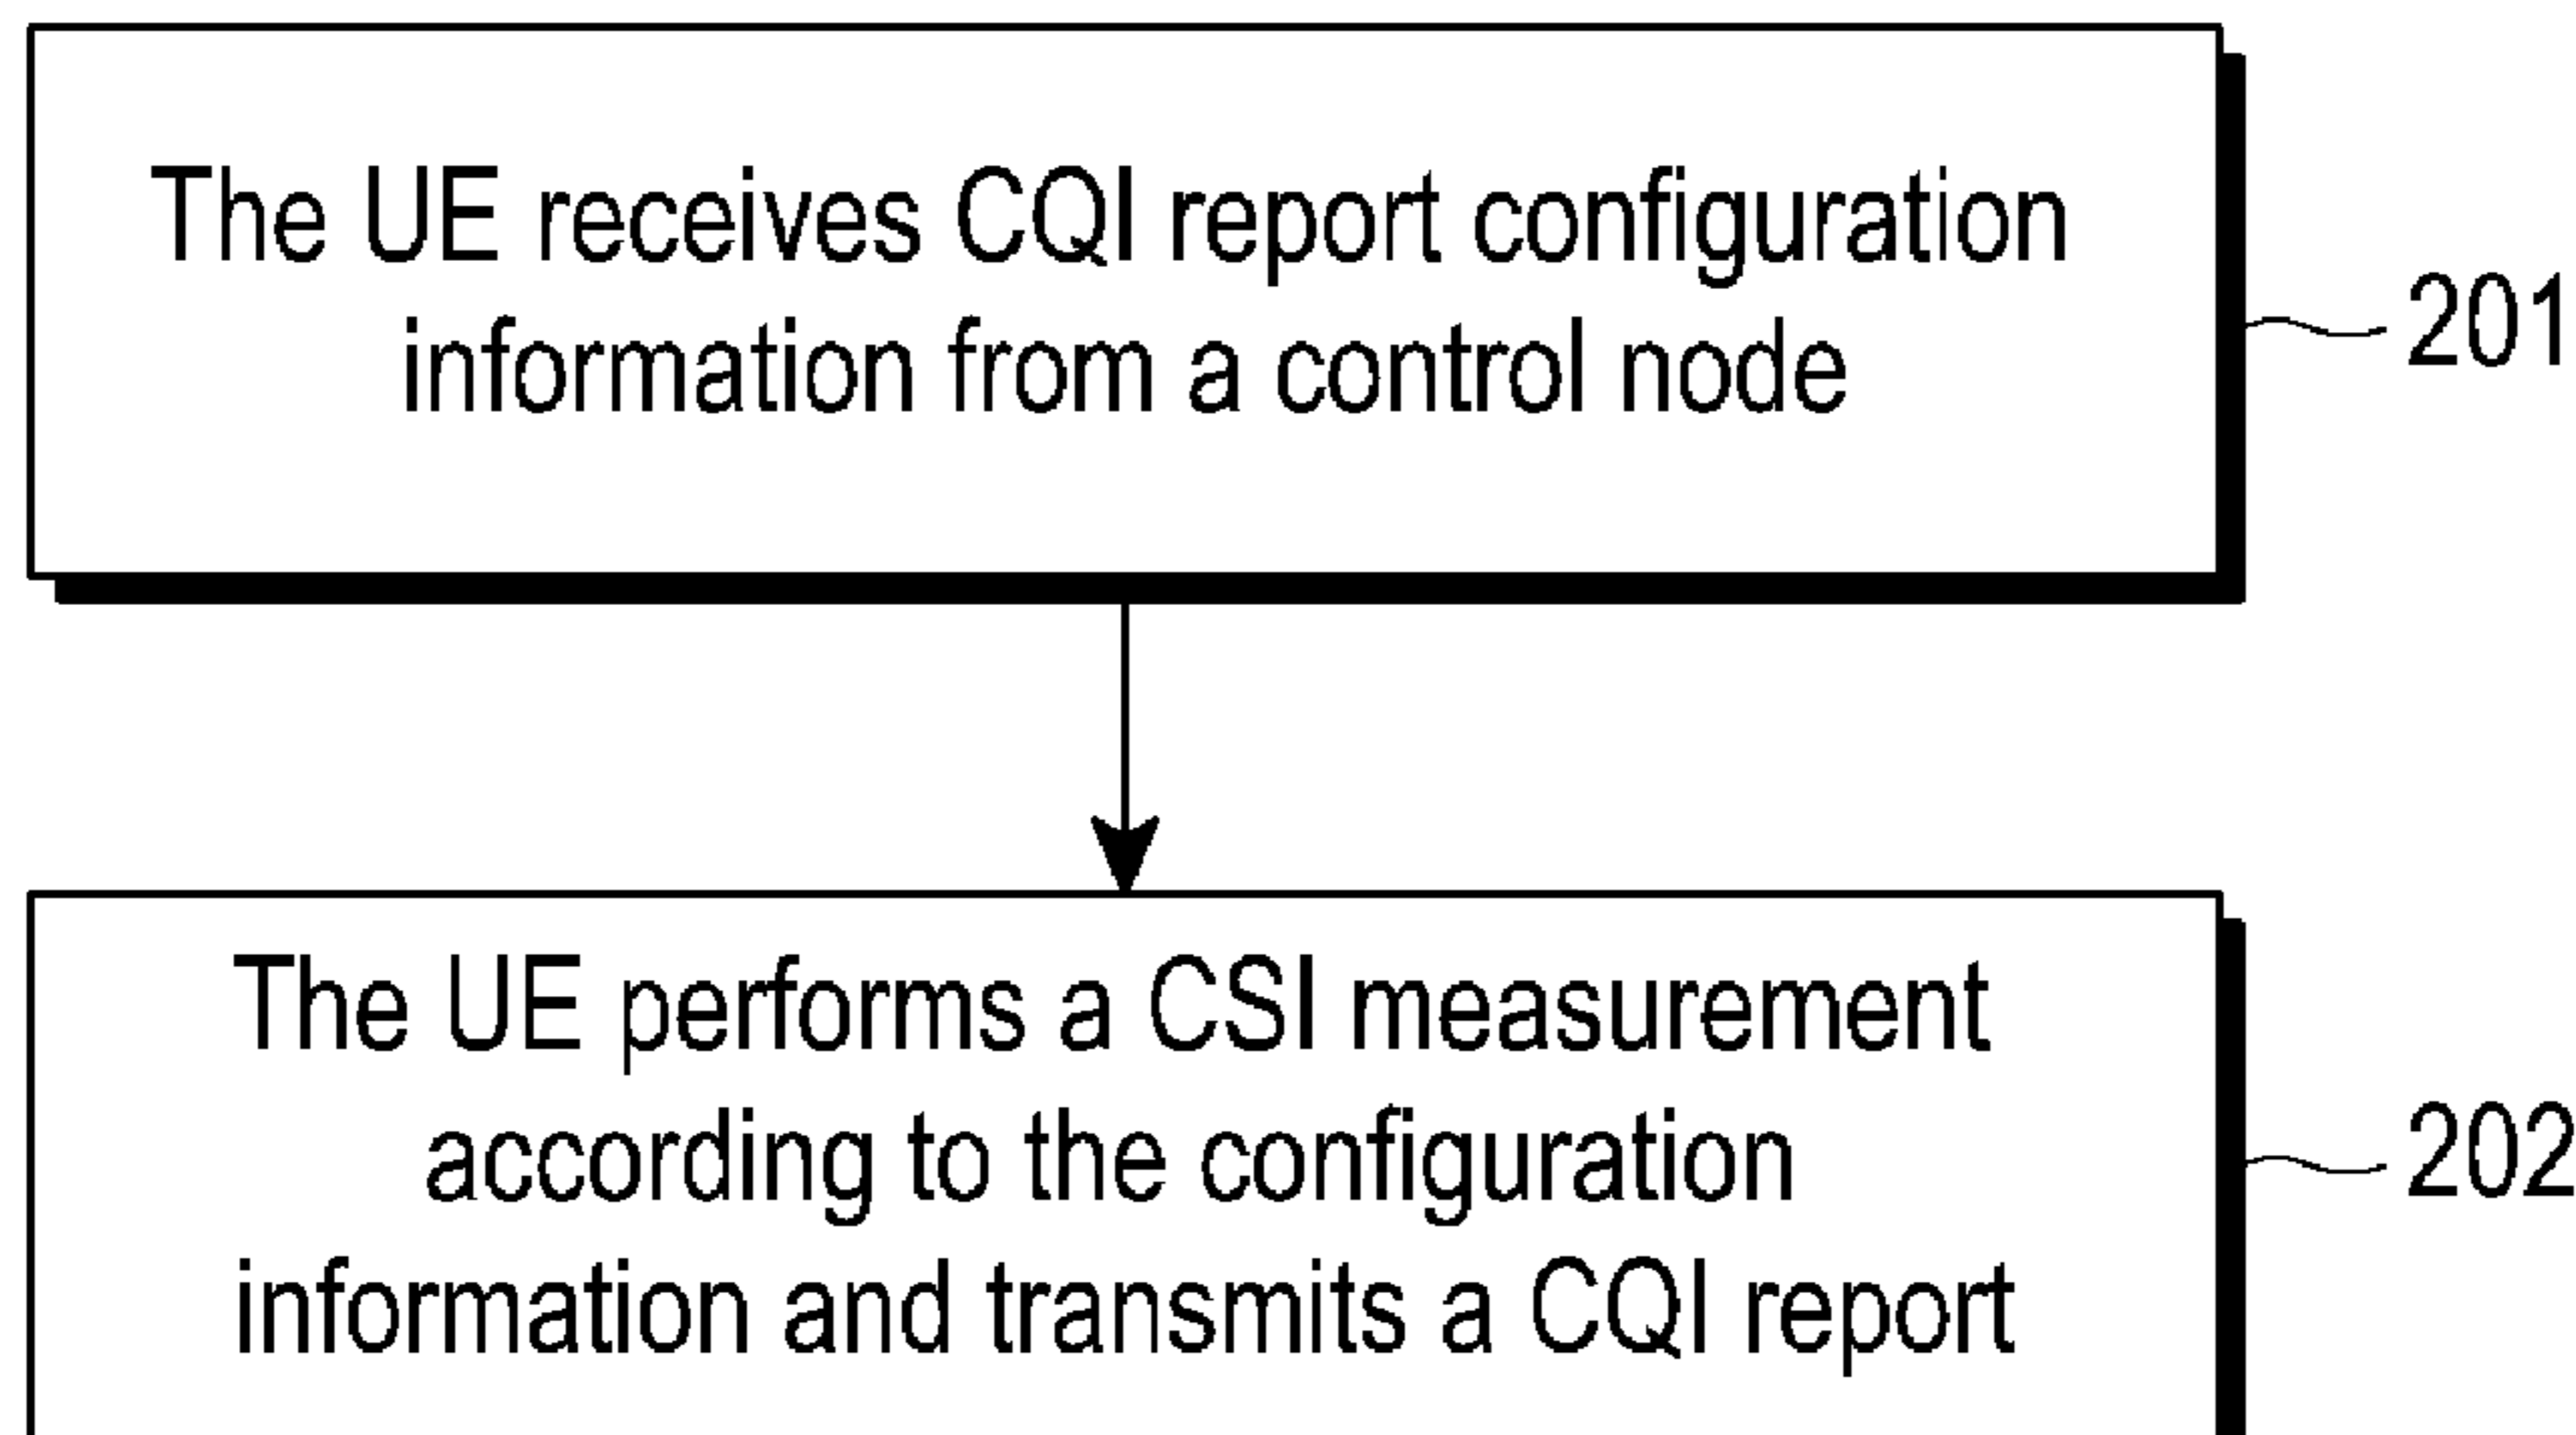 The UE receives CQI report configuration
information from a control node
201
The UE performs a CSI measurement
according to the configuration
information and transmits a CQI report
202